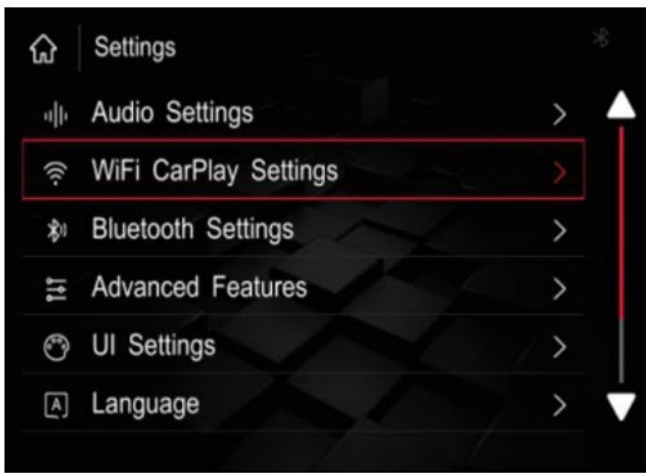 Settings
Audio Settings
WiFi CarPlay Settings
Bluetooth Settings
Advanced Features
UI Settings
Language